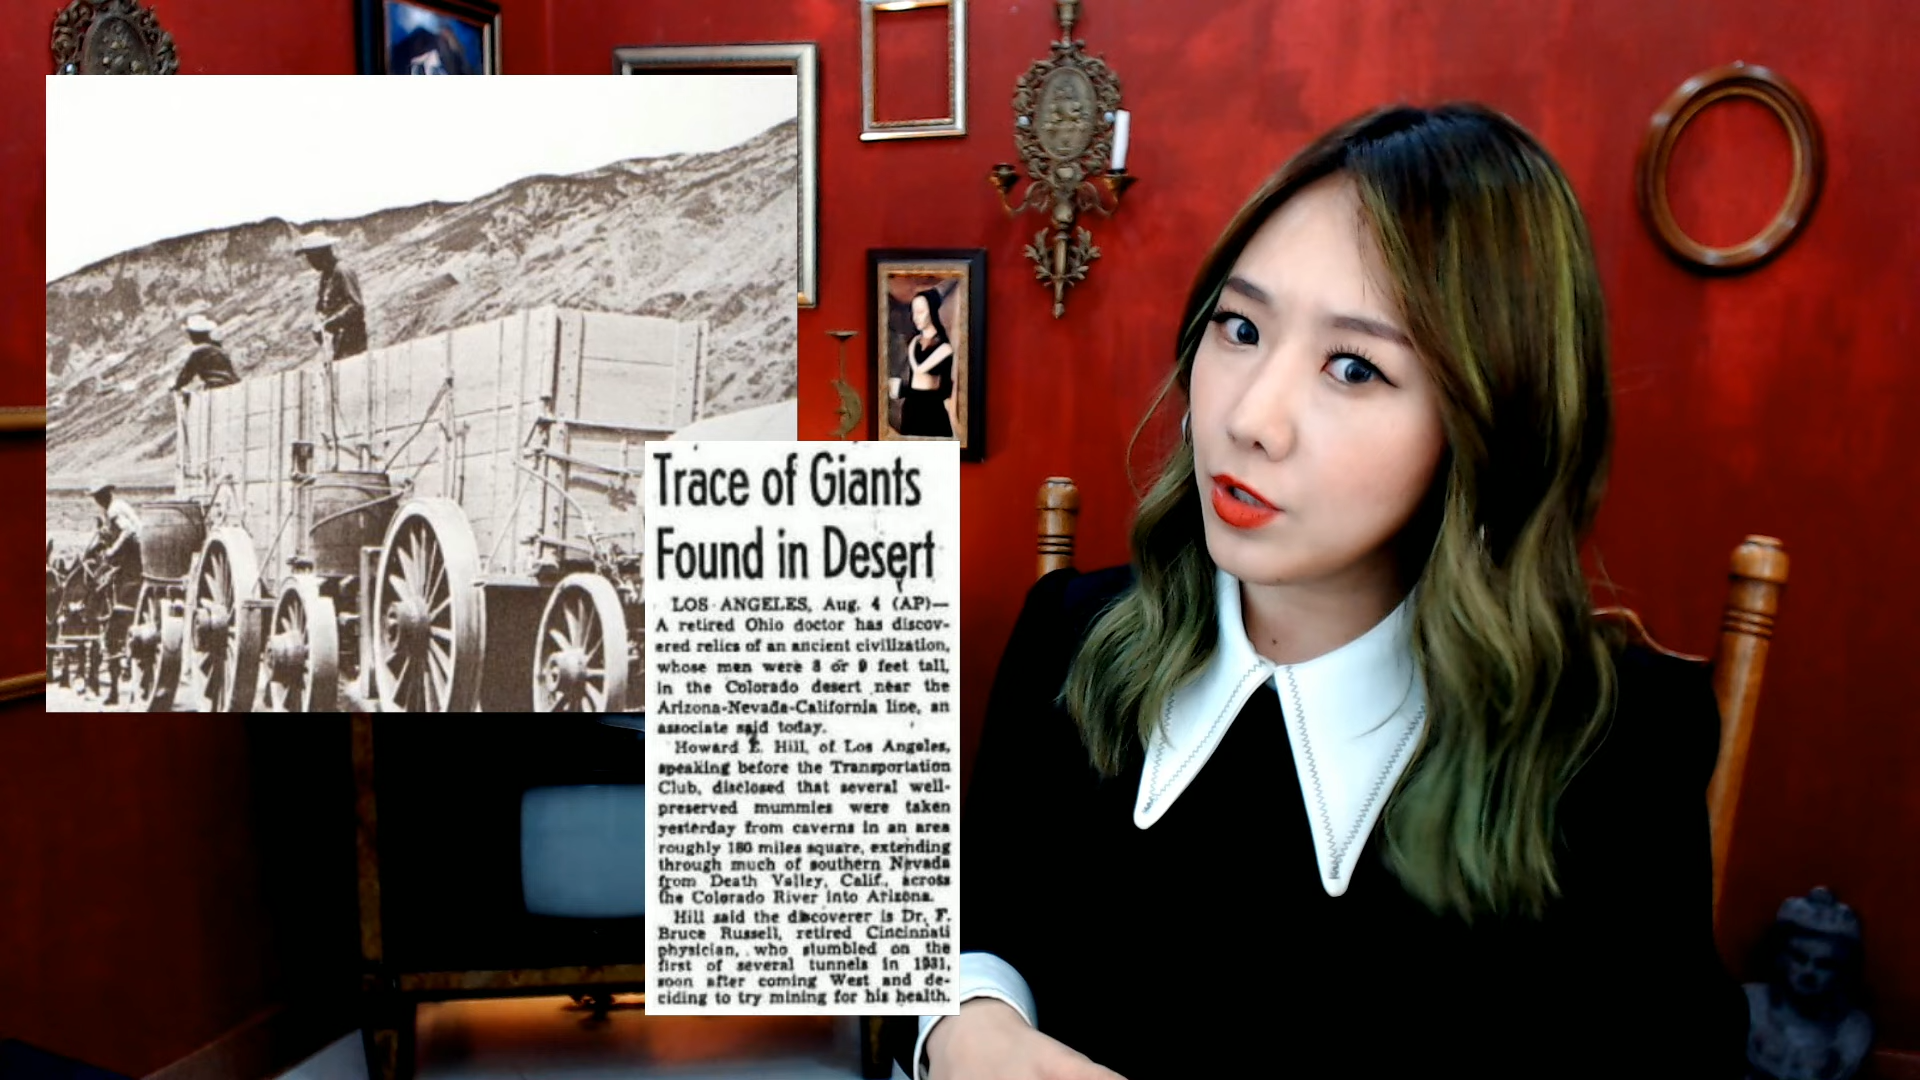 Trace of Giants
Found in Desert
LOS ANGELES, Aug. 4 (AP)—
A retired Ohio doctor has discov-
ered relics of an ancient civilization,
whose men were 8 or 9 feet tall,
in the Colorado desert near the
Arizona-Nevada-California line, an
associate said today.
Howard E. Hill, of Los Angeles,
speaking before the Transportation
Club, disclosed that several well-
preserved mummies were taken
yesterday from caverns in an area
roughly 180 miles square, extending
through much of southern Nevada
from Death Valley, Calif., across
the Colorado River into Arizona.
Hill said the discoverer is Dr. F.
Bruce Russell, retired Cincinnati
physician, who stumbled on the
first of several tunnels in 1931,
soon after coming West and de-
ciding to try mining for his health.